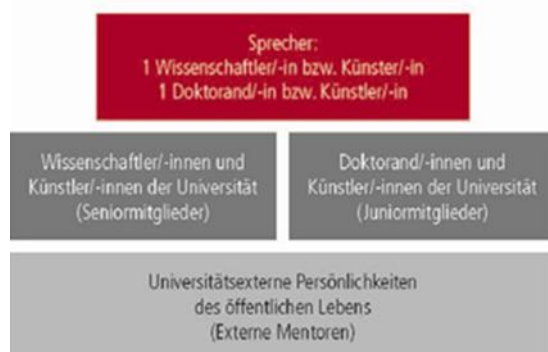 Sprecher:
1 Wissenschaftler/-in bzw. Künster/-in
1 Doktorand/-in bzw. Künstler/-in
Wissenschaftler/-innen und
Künstler/-innen der Universität
(Seniormitglieder)
Doktorand/-innen und
Künstler/-innen der Universität
(Juniormitglieder)
Universitätsexterne Persönlichkeiten
des öffentlichen Lebens
(Externe Mentoren)